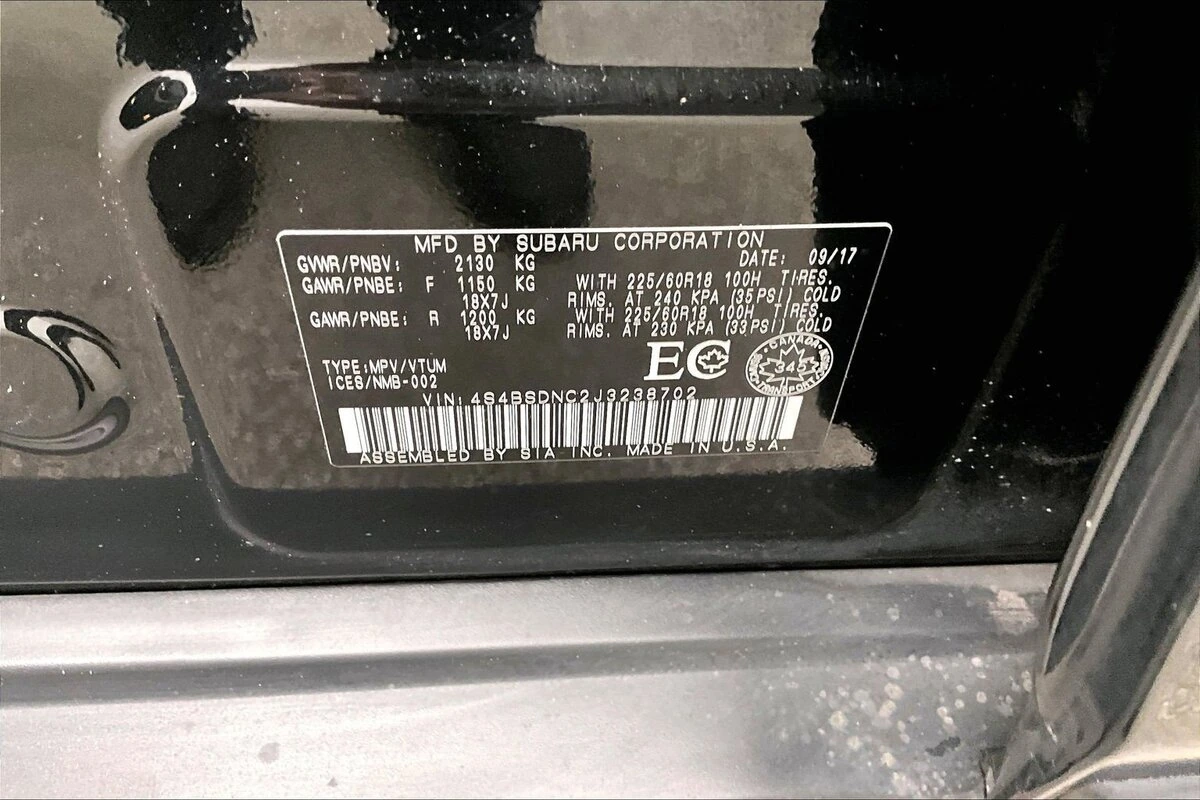 MFD BY SUBARU CORPORATION
GVWR/PNBV: 2130 KG DATE: 09/17
GAWR/PNBE: F 1150 KG WITH 225/60R18 100H TIRES.
18X7J RIMS. AT 240 KPA (35PSI) COLD
GAWR/PNBE: R 1200 KG WITH 225/60R18 100H TIRES.
18X7J RIMS. AT 230 KPA (33PSI) COLD
EC
CANADA
345
TRANSPORT
TYPE:MPV/VTUM
ICES/NMB-002
VIN: 4S4BSDNC2J3238702
ASSEMBLED BY SIA INC. MADE IN U.S.A.